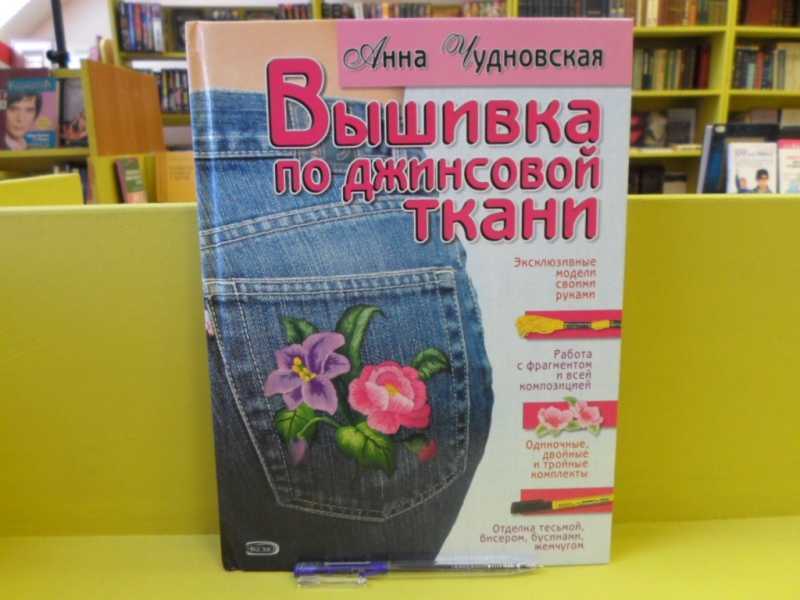 Анна Чудновская
Вышивка
по джинсовой
ткани
Эксклюзивные
модели
своими
руками
Работа
с фрагментом
и всей
композицией
Одиночные,
двойные
и тройные
комплекты
Отделка тесьмой,
бисером, бусинами,
жемчугом